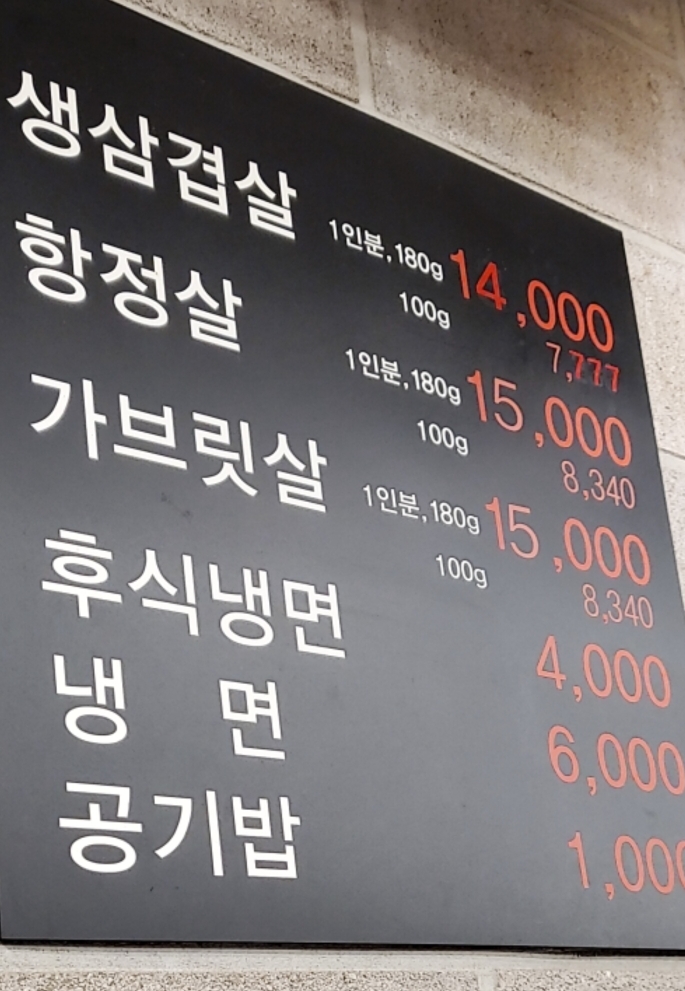 생삼겹살 1인분,180g 14,000
100g 7,777
항정살 1인분,180g 15,000
100g 8,340
가브릿살 1인분,180g 15,000
100g 8,340
후식냉면 4,000
냉 면 6,000
공기밥 1,000